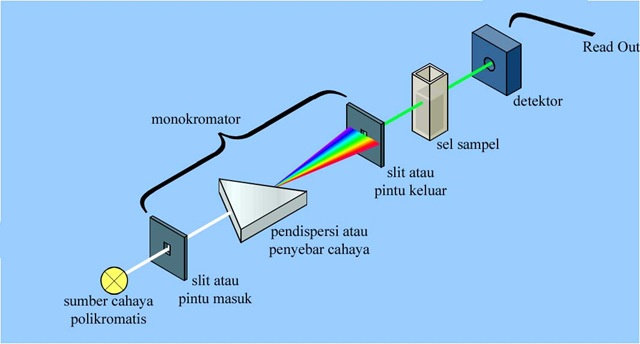 Read Out
detektor
sel sampel
monokromator
slit atau
pintu keluar
pendispersi atau
penyebar cahaya
slit atau
pintu masuk
sumber cahaya
polikromatis